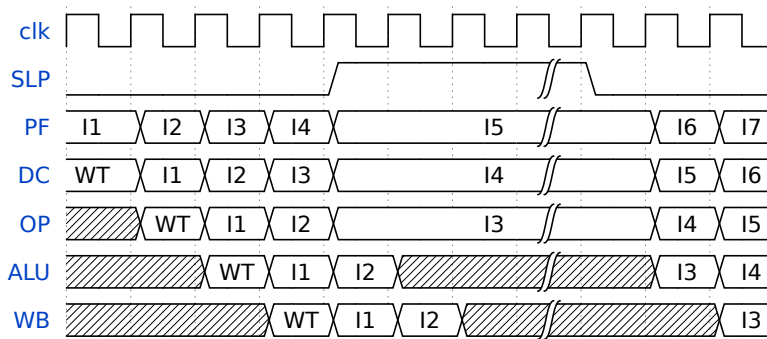 clk
SLP
PF I1 I2 I3 I4 I5 I6 I7
DC WT I1 I2 I3 I4 I5 I6
OP WT I1 I2 I3 I4 I5
ALU WT I1 I2 I3 I4
WB WT I1 I2 I3